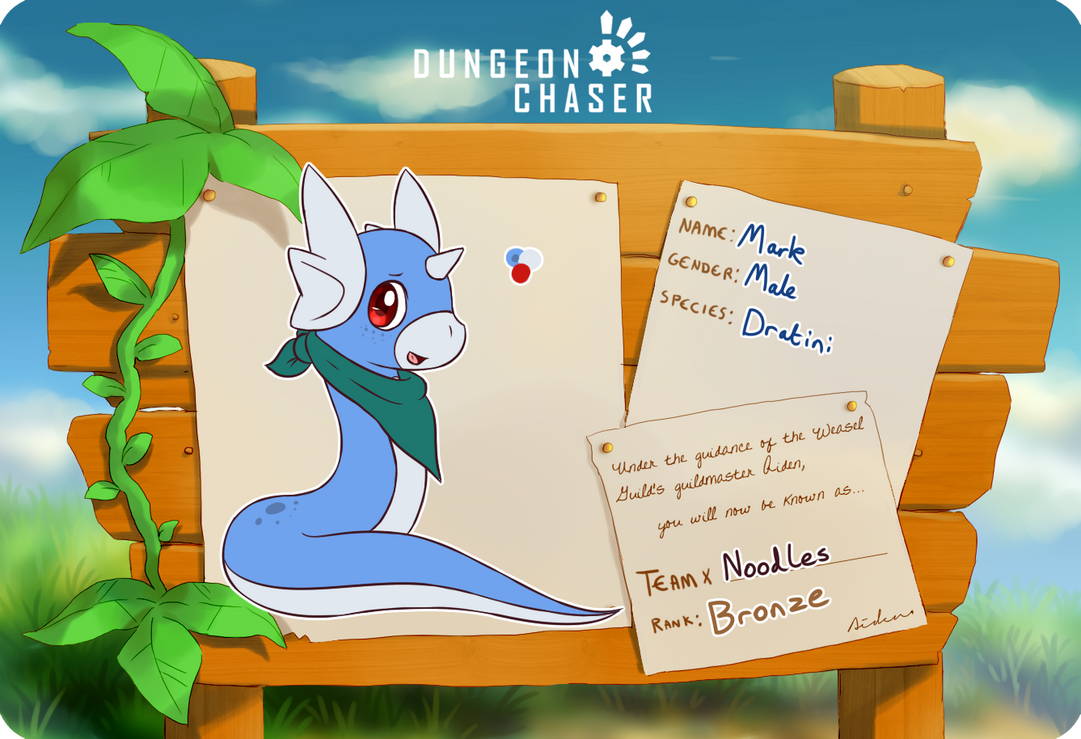 DUNGEON
CHASER
NAME: Mark
GENDER: Male
SPECIES: Dratini
Under the guidance of the Weasel
Guild's guildmaster Aiden,
you will now be known as...
TEAM X Noodles
RANK: Bronze
Aiden